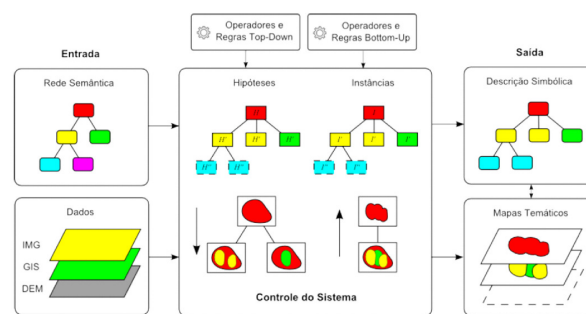 Operadores e
Regras Top-Down
Operadores e
Regras Bottom-Up
Entrada
Saída
Rede Semântica
Hipóteses
Instâncias
Descrição Simbólica
Dados
IMG
GIS
DEM
Mapas Temáticos
Controle do Sistema